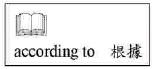 according to 根據